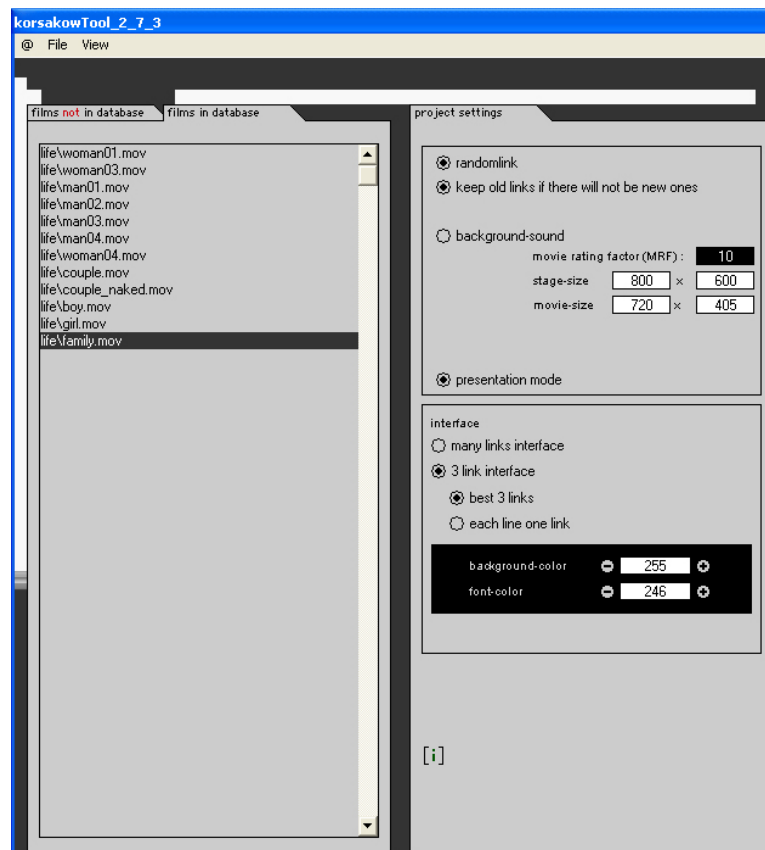 korsakowTool_2_7_3
@ File View
films not in database films in database
life\woman01.mov
life\woman03.mov
life\man01.mov
life\man02.mov
life\man03.mov
life\man04.mov
life\woman04.mov
life\couple.mov
life\couple_naked.mov
life\boy.mov
life\girl.mov
life\family.mov
project settings
randomlink
keep old links if there will not be new ones
background-sound
movie rating factor (MRF) : 10
stage-size 800 × 600
movie-size 720 × 405
presentation mode
interface
many links interface
3 link interface
best 3 links
each line one link
background-color 255
font-color 246
[i]